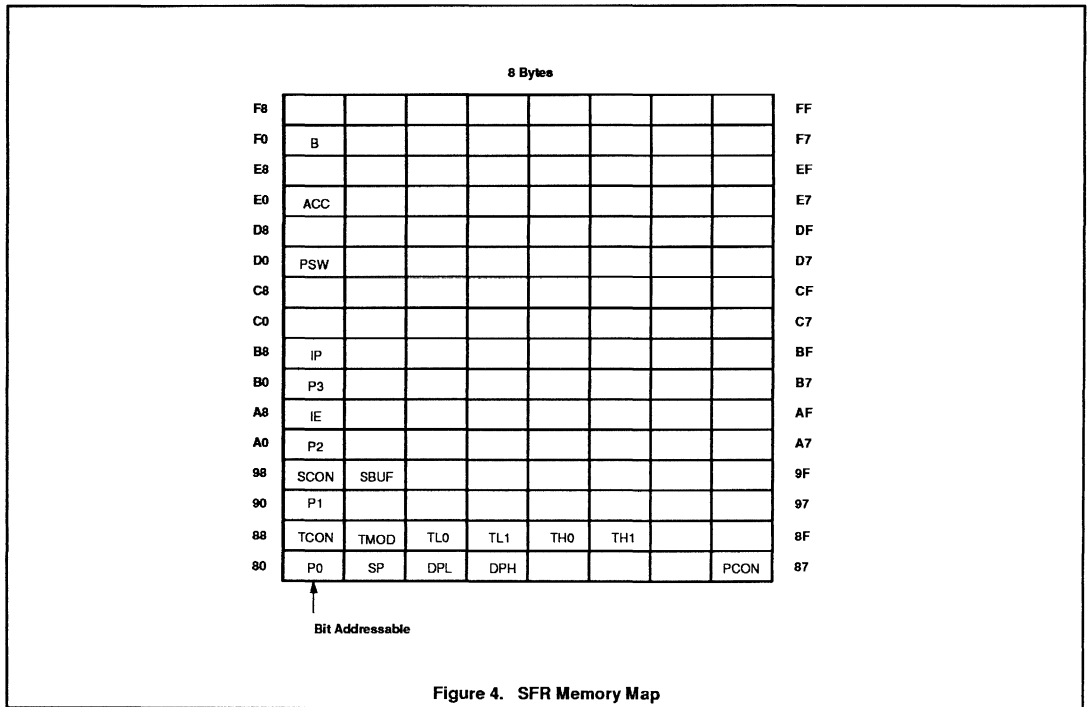 8 Bytes
F8 FF
F0 B F7
E8 EF
E0 ACC E7
D8 DF
D0 PSW D7
C8 CF
C0 C7
B8 IP BF
B0 P3 B7
A8 IE AF
A0 P2 A7
98 SCON SBUF 9F
90 P1 97
88 TCON TMOD TL0 TL1 TH0 TH1 8F
80 P0 SP DPL DPH PCON 87
Bit Addressable
Figure 4. SFR Memory Map